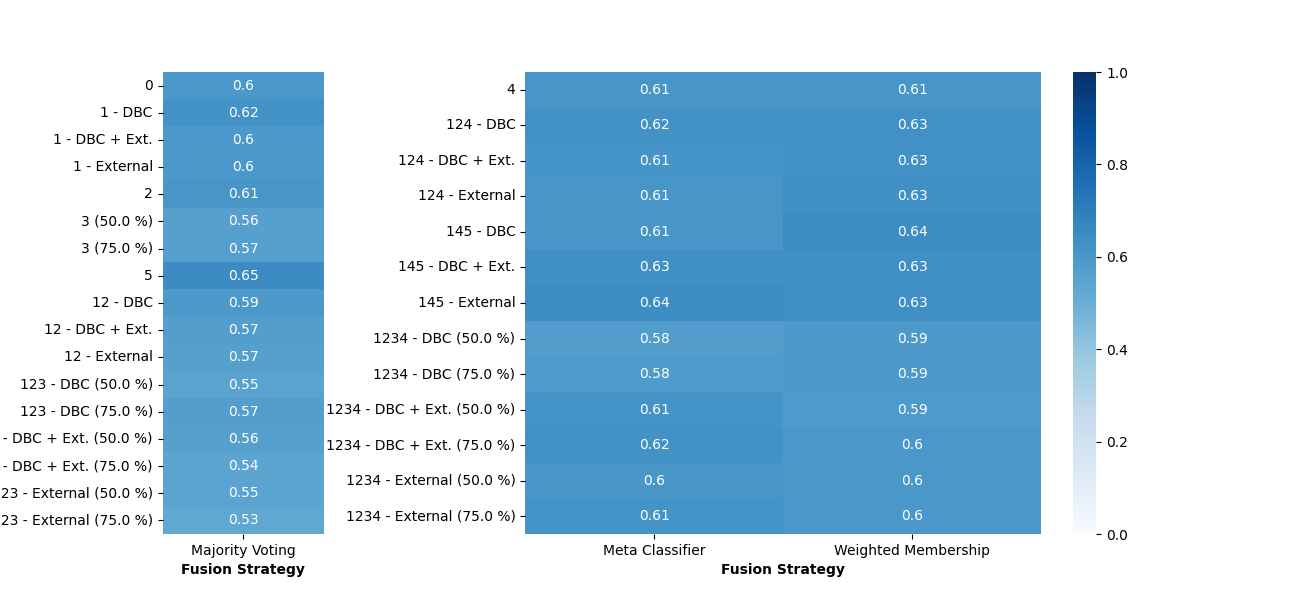 0 0.6
1 - DBC 0.62
1 - DBC + Ext. 0.6
1 - External 0.6
2 0.61
3 (50.0 %) 0.56
3 (75.0 %) 0.57
5 0.65
12 - DBC 0.59
12 - DBC + Ext. 0.57
12 - External 0.57
123 - DBC (50.0 %) 0.55
123 - DBC (75.0 %) 0.57
- DBC + Ext. (50.0 %) 0.56
- DBC + Ext. (75.0 %) 0.54
23 - External (50.0 %) 0.55
23 - External (75.0 %) 0.53
Majority Voting
Fusion Strategy
4 0.61 0.61
124 - DBC 0.62 0.63
124 - DBC + Ext. 0.61 0.63
124 - External 0.61 0.63
145 - DBC 0.61 0.64
145 - DBC + Ext. 0.63 0.63
145 - External 0.64 0.63
1234 - DBC (50.0 %) 0.58 0.59
1234 - DBC (75.0 %) 0.58 0.59
1234 - DBC + Ext. (50.0 %) 0.61 0.59
1234 - DBC + Ext. (75.0 %) 0.62 0.6
1234 - External (50.0 %) 0.6 0.6
1234 - External (75.0 %) 0.61 0.6
Meta Classifier Weighted Membership
Fusion Strategy
1.0
0.8
0.6
0.4
0.2
0.0